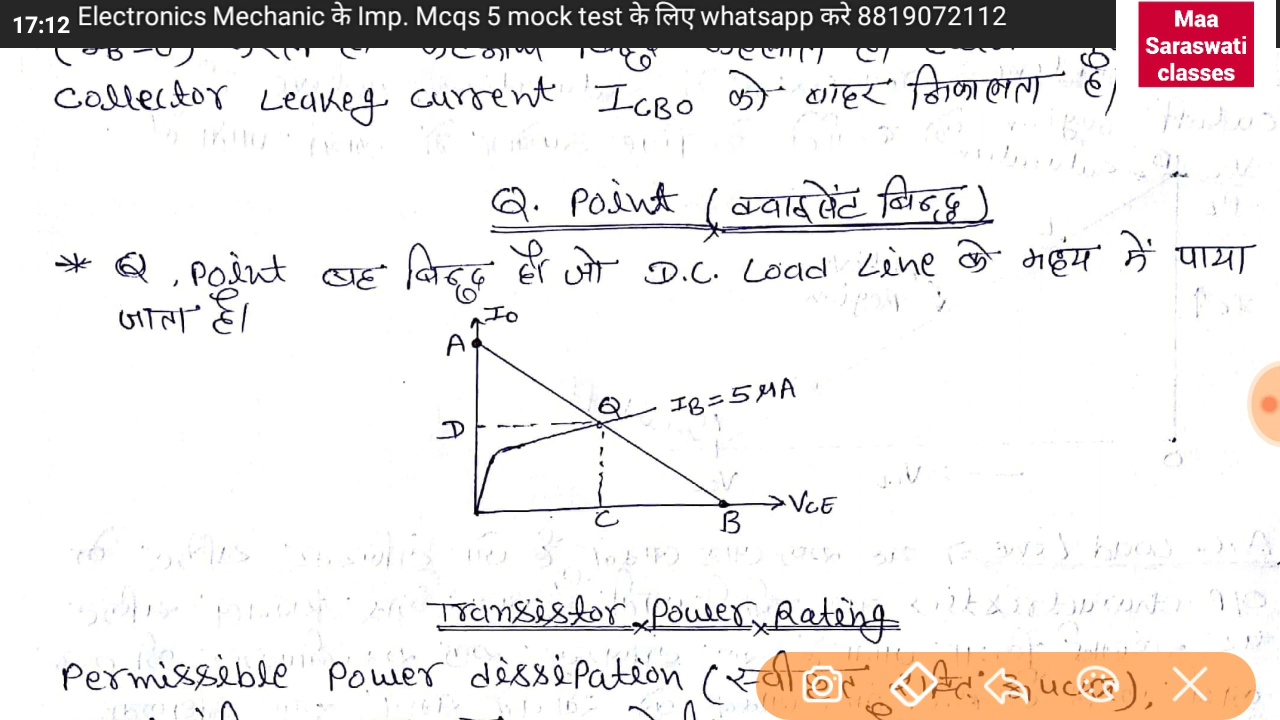 17:12 Electronics Mechanic के Imp. Mcqs 5 mock test के लिए whatsapp करे 8819072112
Maa
Saraswati
classes
Collector Leakeg current ICBO को बाहर निकालता है।
Q. Point (क्वाइसेंट बिन्दु)
* Q. Point वह बिन्दु है। जो D.C. Load Line के मध्य में पाया
जाता है।
A
Q
IB = 5 μA
D
C
B
VCE
Transistor Power Rating
Permissible Power dissipation